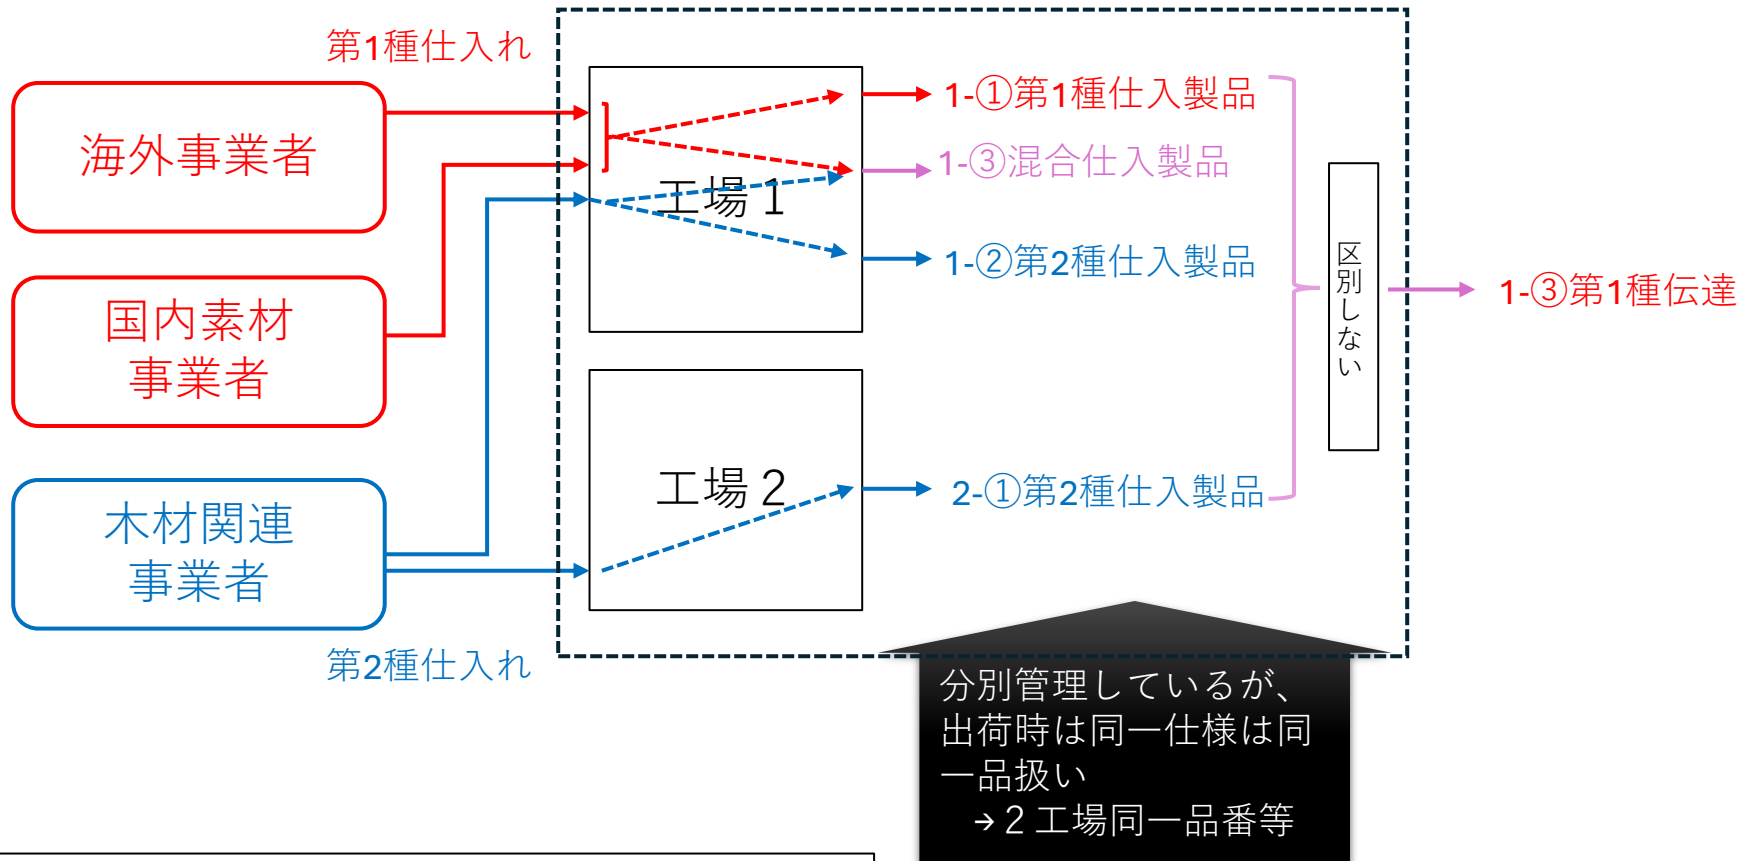 第1種仕入れ
海外事業者
国内素材
事業者
木材関連
事業者
第2種仕入れ
工場 1
工場 2
1-①第1種仕入製品
1-③混合仕入製品
1-②第2種仕入製品
2-①第2種仕入製品
区別しない
1-③第1種伝達
分別管理しているが、
出荷時は同一仕様は同
一品扱い
→２工場同一品番等